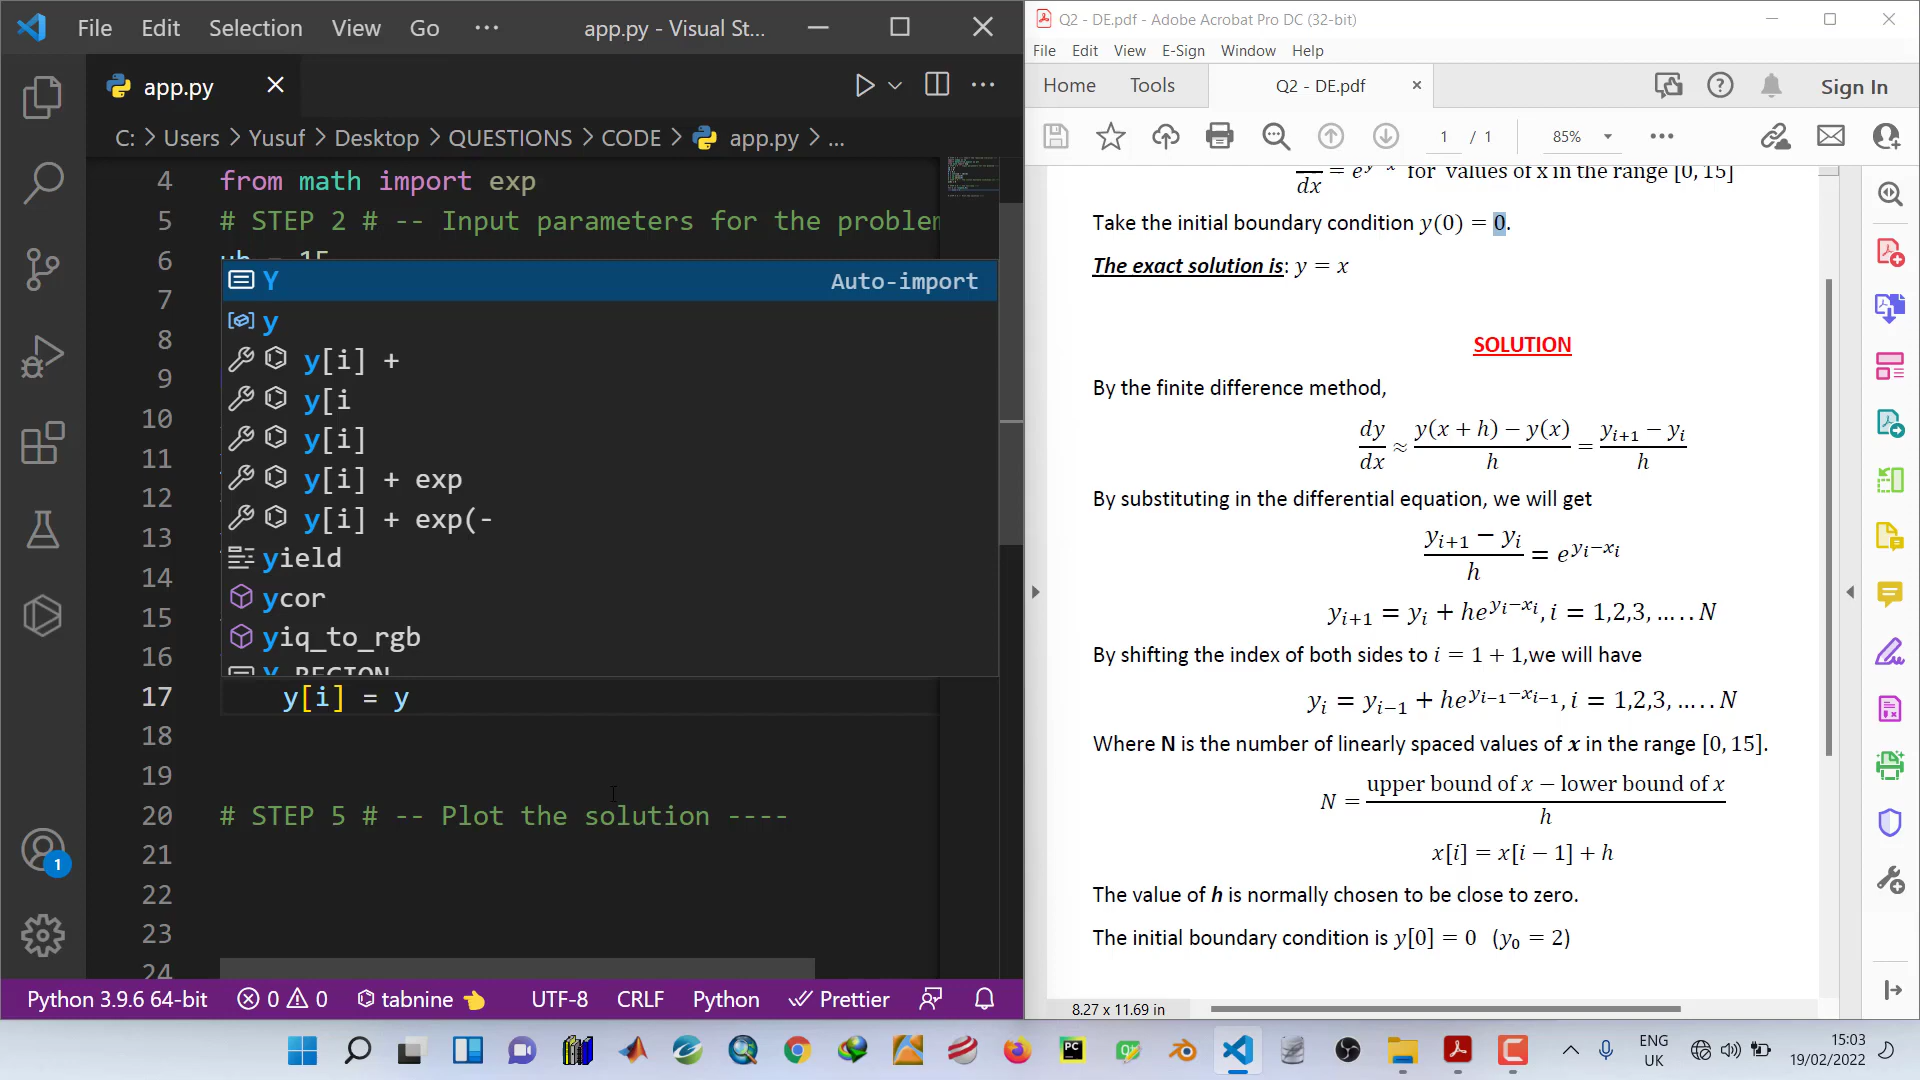 File Edit Selection View Go ··· app.py - Visual St...
app.py
C: > Users > Yusuf > Desktop > QUESTIONS > CODE > app.py > ...
4 from math import exp
5 # STEP 2 # -- Input parameters for the problem
6
Y Auto-import
7
y
8 y[i] +
9 y[i
10 y[i]
11 y[i] + exp
12 y[i] + exp(-
13 yield
14 ycor
15 yiq_to_rgb
16
17 y[i] = y
18
19
20 # STEP 5 # -- Plot the solution ----
21
22
23
24
Python 3.9.6 64-bit 0 0 tabnine UTF-8 CRLF Python Prettier
1
Q2 - DE.pdf - Adobe Acrobat Pro DC (32-bit)
File Edit View E-Sign Window Help
Home Tools Q2 - DE.pdf × Sign In
1 / 1 85%
dx = e^y-x for values of x in the range [0, 15]
Take the initial boundary condition y(0) = 0.
The exact solution is: y = x
SOLUTION
By the finite difference method,
dy/dx ≈ (y(x + h) − y(x))/h = (yᵢ₊₁ − yᵢ)/h
By substituting in the differential equation, we will get
(yᵢ₊₁ − yᵢ)/h = e^(yᵢ−xᵢ)
yᵢ₊₁ = yᵢ + he^(yᵢ−xᵢ), i = 1,2,3, ..... N
By shifting the index of both sides to i = 1 + 1,we will have
yᵢ = yᵢ₋₁ + he^(yᵢ₋₁−xᵢ₋₁), i = 1,2,3, ..... N
Where N is the number of linearly spaced values of x in the range [0, 15].
N = (upper bound of x − lower bound of x)/h
x[i] = x[i − 1] + h
The value of h is normally chosen to be close to zero.
The initial boundary condition is y[0] = 0 (y₀ = 2)
8.27 x 11.69 in
ENG
UK
15:03
19/02/2022